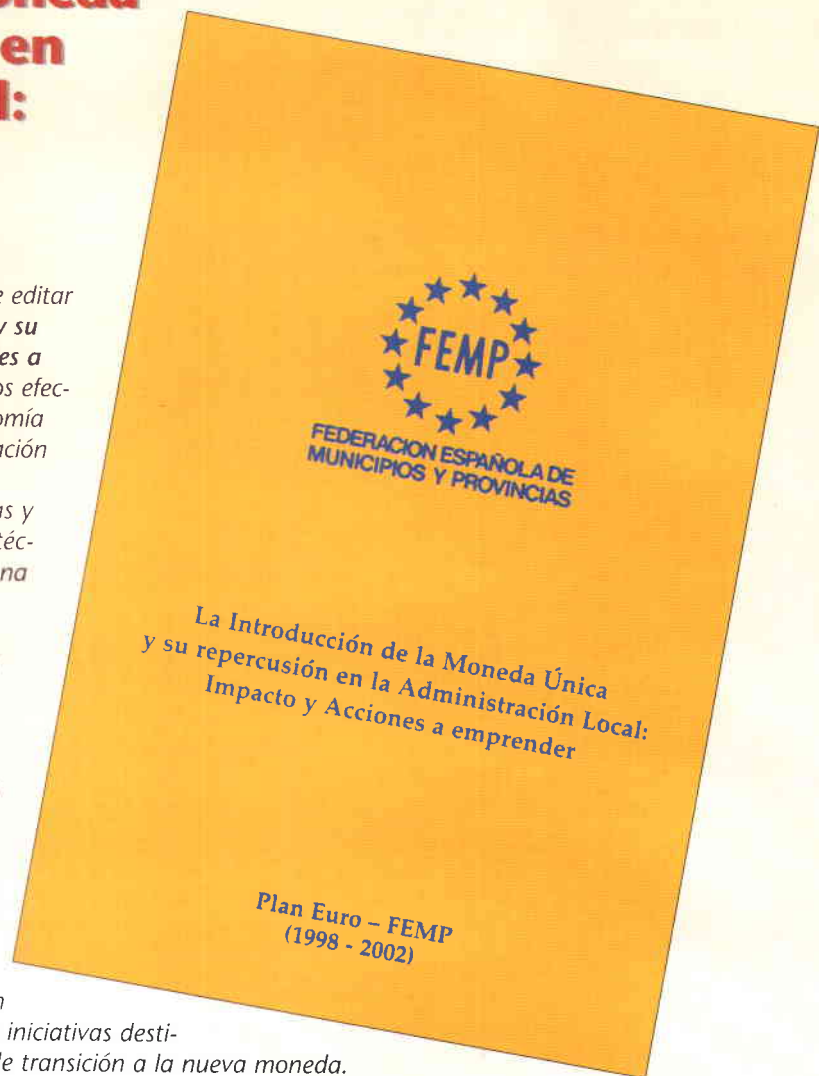 en
l:
e editar
y su
es a
os efec-
omía
ación
as y
téc-
na
n
iniciativas desti-
le transición a la nueva moneda.
FEMP
FEDERACION ESPAÑOLA DE
MUNICIPIOS Y PROVINCIAS
La Introducción de la Moneda Única
y su repercusión en la Administración Local:
Impacto y Acciones a emprender
Plan Euro – FEMP
(1998 - 2002)